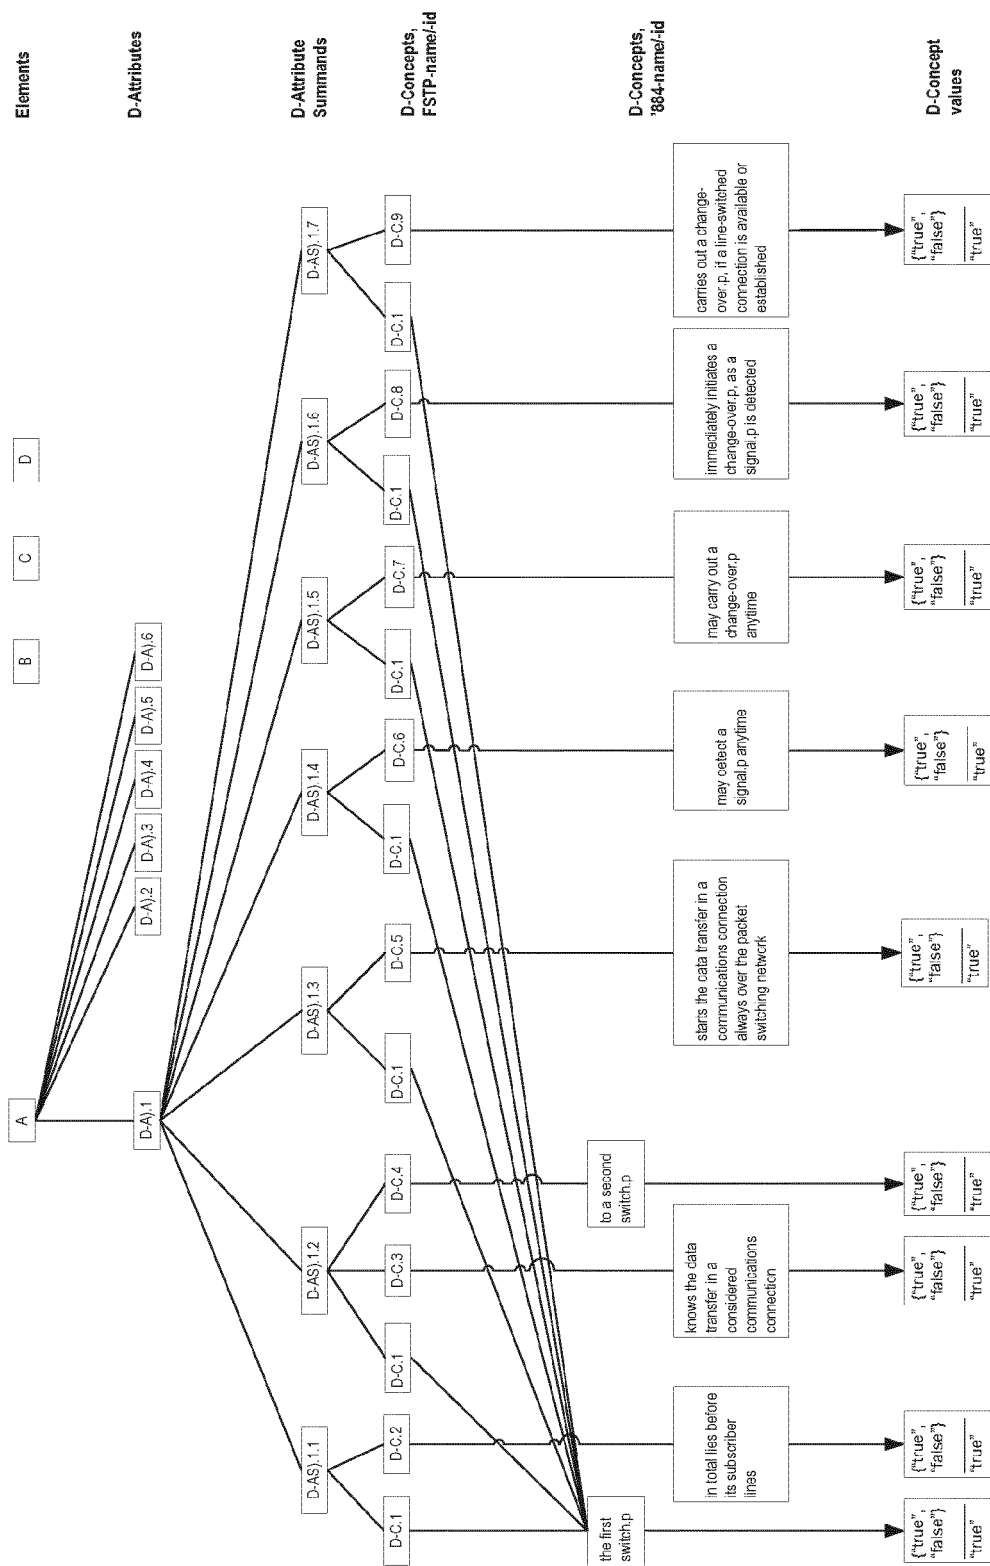 Elements
A
B
C
D
D-Attributes
D-A).1
D-A).2
D-A).3
D-A).4
D-A).5
D-A).6
D-Attribute
Summands
D-AS).1.1
D-AS).1.2
D-AS).1.3
D-AS).1.4
D-AS).1.5
D-AS).1.6
D-AS).1.7
D-Concepts,
FSTP-name/-id
D-C.1
D-C.2
D-C.1
D-C.3
D-C.4
D-C.1
D-C.5
D-C.1
D-C.6
D-C.1
D-C.7
D-C.1
D-C.8
D-C.1
D-C.9
D-Concepts,
'884-name/-id
the first
switch.p
in total lies before
its subscriber
lines
knows the data
transfer in a
considered
communications
connection
to a second
switch.p
starts the data transfer in a
communications connection
always over the packet
switching network
may detect a
signal.p anytime
may carry out a
change-over.p
anytime
immediately initiates a
change-over.p, as a
signal.p is detected
carries out a change-
over.p, if a line-switched
connection is available or
established
D-Concept
values
{"true",
"false"}
"true"
{"true",
"false"}
"true"
{"true",
"false"}
"true"
{"true",
"false"}
"true"
{"true",
"false"}
"true"
{"true",
"false"}
"true"
{"true",
"false"}
"true"
{"true",
"false"}
"true"
{"true",
"false"}
"true"